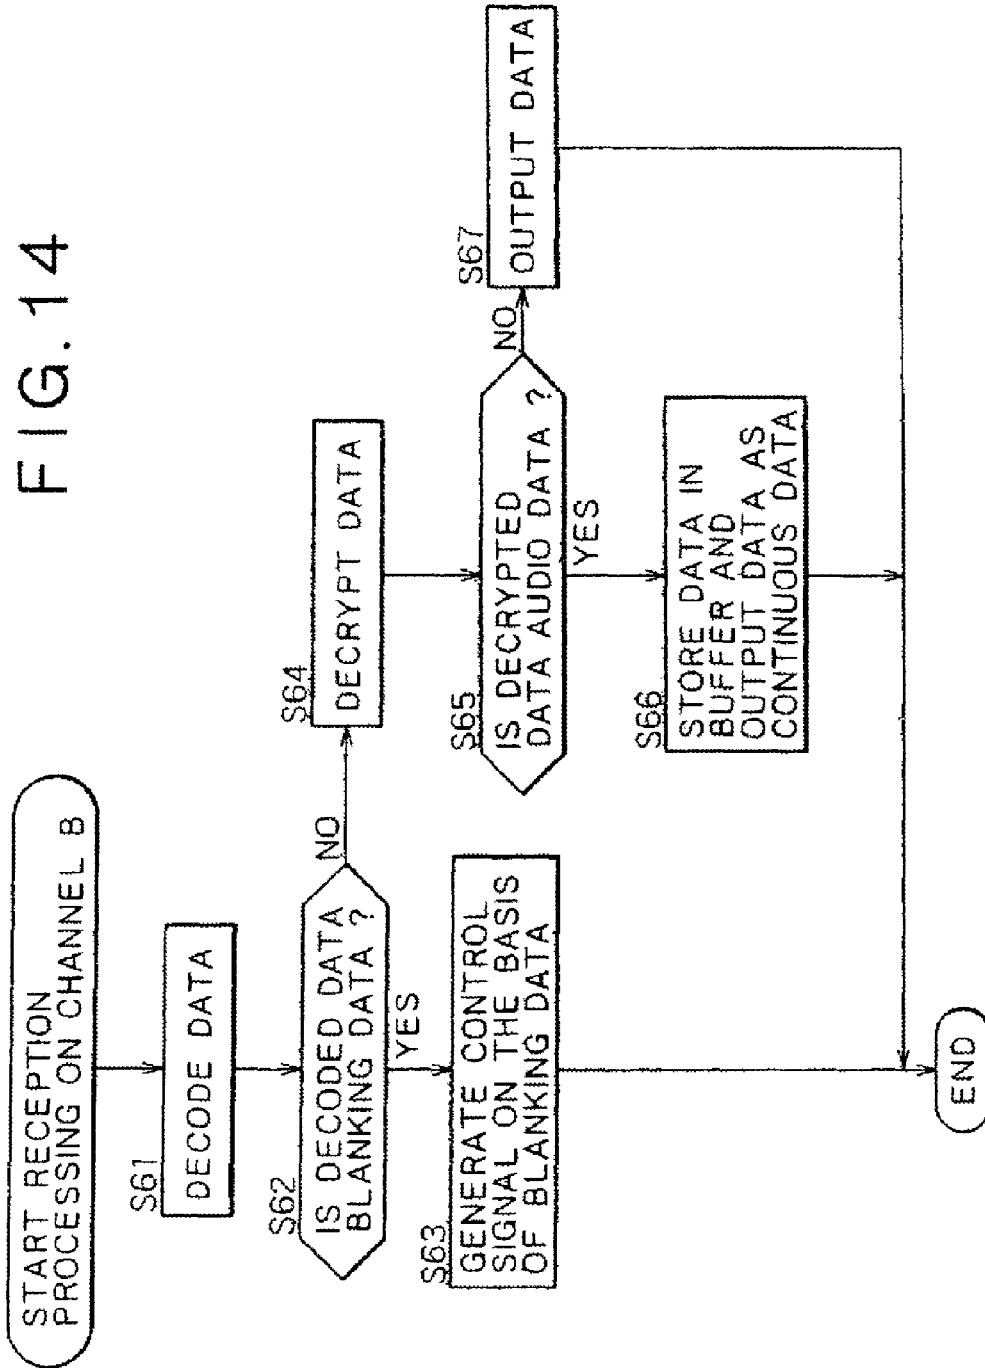 FIG. 14
START RECEPTION
PROCESSING ON CHANNEL B
S61
DECODE DATA
S62
IS DECODED DATA
BLANKING DATA ?
YES
NO
S63
GENERATE CONTROL
SIGNAL ON THE BASIS
OF BLANKING DATA
S64
DECRYPT DATA
S65
IS DECRYPTED
DATA AUDIO DATA ?
YES
NO
S66
STORE DATA IN
BUFFER AND
OUTPUT DATA AS
CONTINUOUS DATA
S67
OUTPUT DATA
END